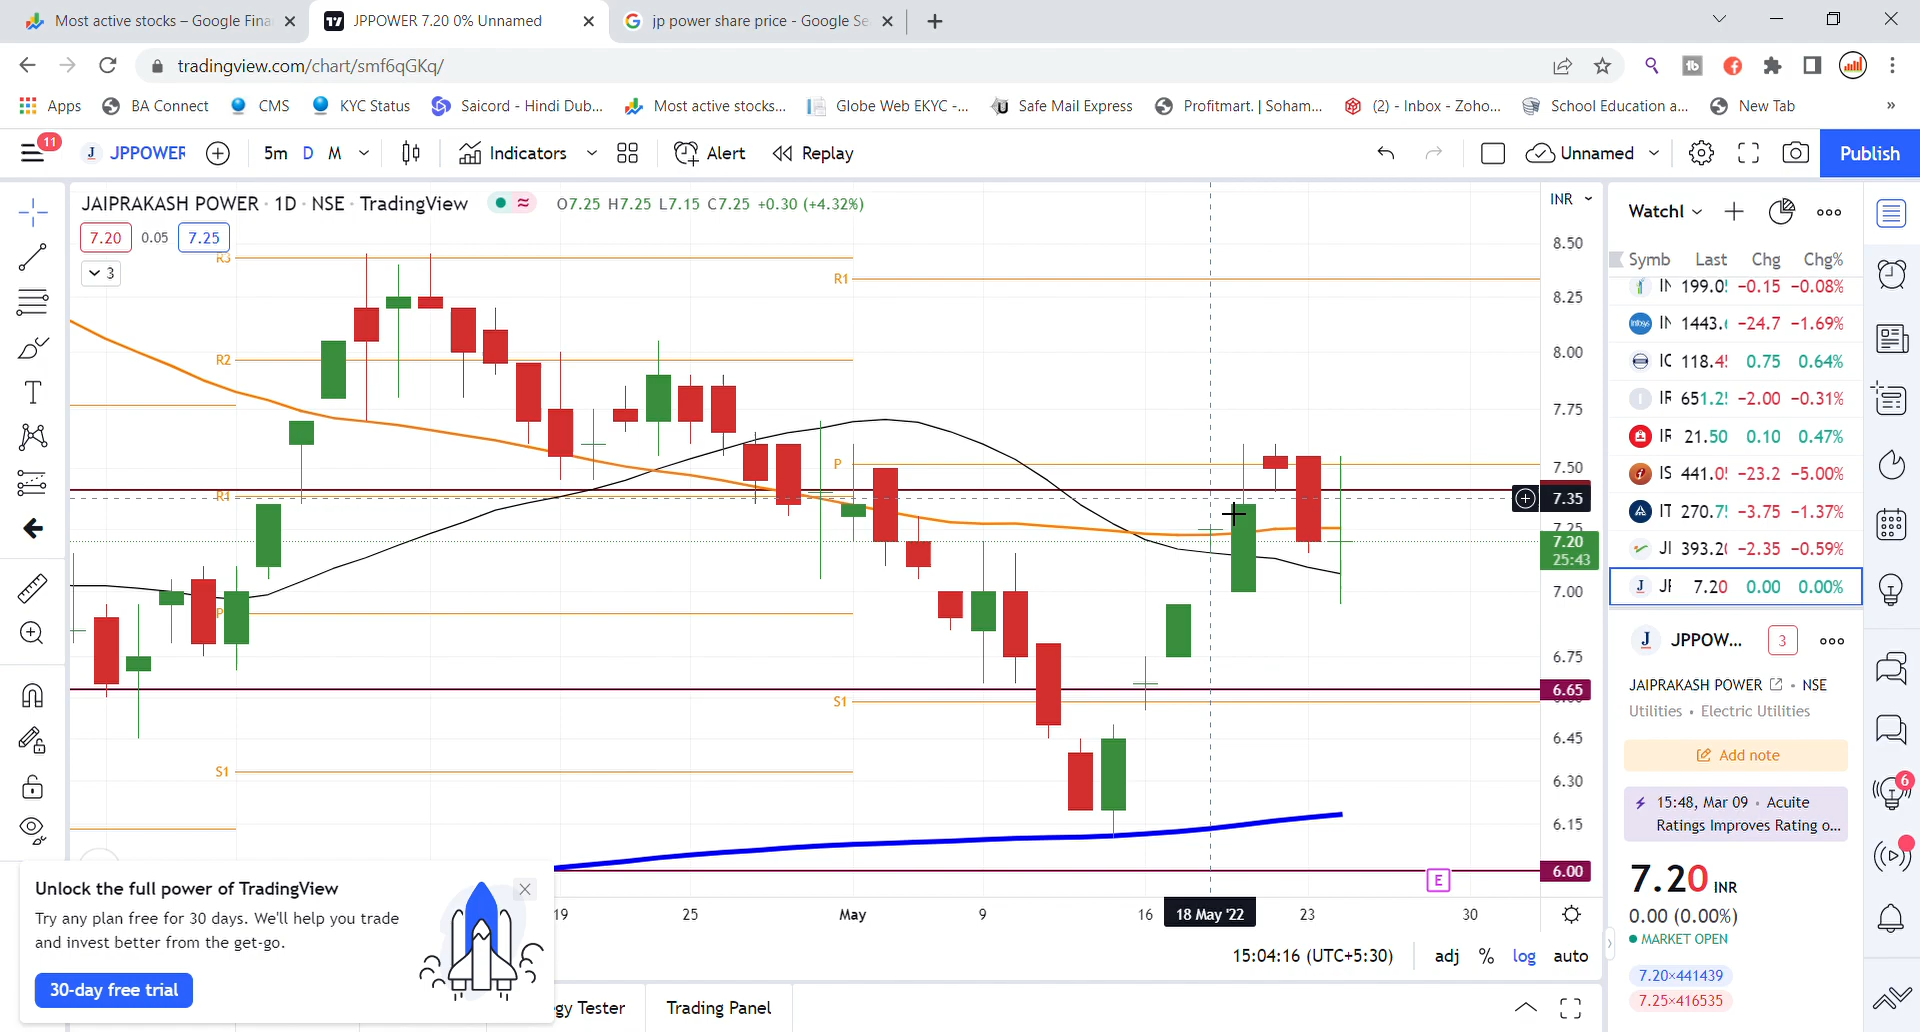 Most active stocks – Google Fina
JPPOWER 7.20 0% Unnamed
jp power share price - Google Se
tradingview.com/chart/smf6qGKq/
Apps
BA Connect
CMS
KYC Status
Saicord - Hindi Dub...
Most active stocks...
Globe Web EKYC -...
Safe Mail Express
Profitmart. | Soham...
(2) - Inbox - Zoho...
School Education a...
New Tab
»
11
JPPOWER
5m D M
Indicators
Alert
Replay
Unnamed
Publish
JAIPRAKASH POWER · 1D · NSE · TradingView
O7.25 H7.25 L7.15 C7.25 +0.30 (+4.32%)
7.20 0.05 7.25
3
R3
R2
R1
P
S1
R1
P
S1
INR
8.50
8.25
8.00
7.75
7.50
7.35
7.25
7.20
25:43
7.00
6.75
6.65
6.45
6.30
6.15
6.00
E
19 25 May 9 16 18 May '22 23 30
15:04:16 (UTC+5:30)
adj % log auto
Watchl
Symb Last Chg Chg%
IN 199.0 −0.15 −0.08%
IN 1443. −24.7 −1.69%
IC 118.4 0.75 0.64%
IF 651.2 −2.00 −0.31%
IF 21.50 0.10 0.47%
IS 441.0 −23.2 −5.00%
IT 270.7 −3.75 −1.37%
JI 393.2 −2.35 −0.59%
JF 7.20 0.00 0.00%
JPPOW... 3
JAIPRAKASH POWER • NSE
Utilities • Electric Utilities
Add note
15:48, Mar 09 • Acuite
Ratings Improves Rating o...
7.20 INR
0.00 (0.00%)
MARKET OPEN
7.20×441439
7.25×416535
6
Unlock the full power of TradingView
Try any plan free for 30 days. We'll help you trade
and invest better from the get-go.
30-day free trial
gy Tester
Trading Panel